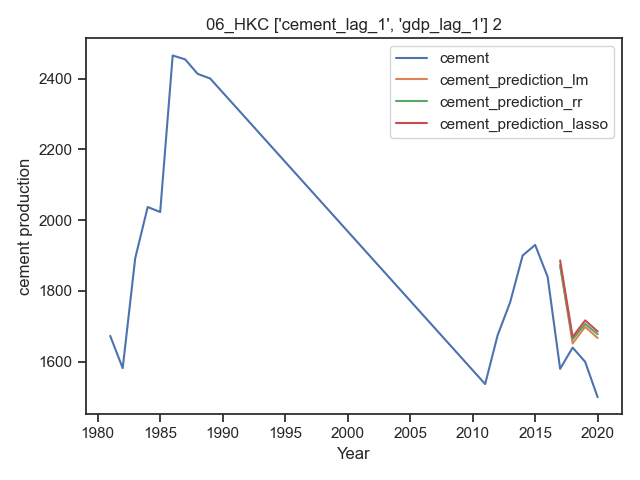 06_HKC ['cement_lag_1', 'gdp_lag_1'] 2
cement
cement_prediction_lm
cement_prediction_rr
cement_prediction_lasso
cement production
2400
2200
2000
1800
1600
1980 1985 1990 1995 2000 2005 2010 2015 2020
Year